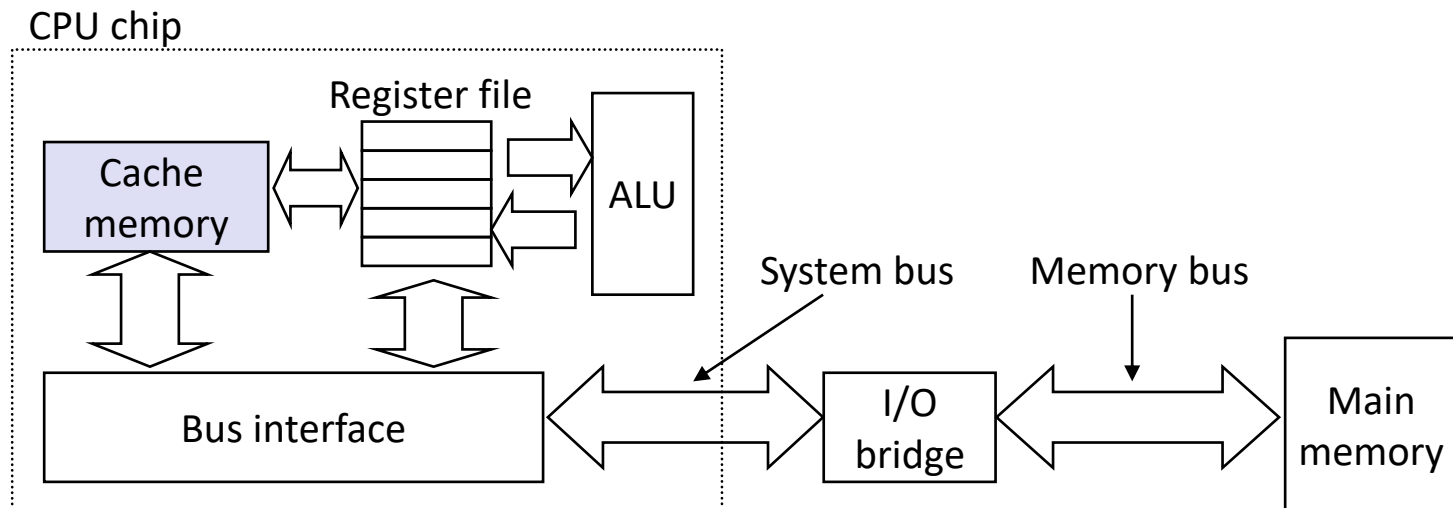 CPU chip
Register file
Cache
memory
ALU
System bus
Memory bus
Bus interface
I/O
bridge
Main
memory